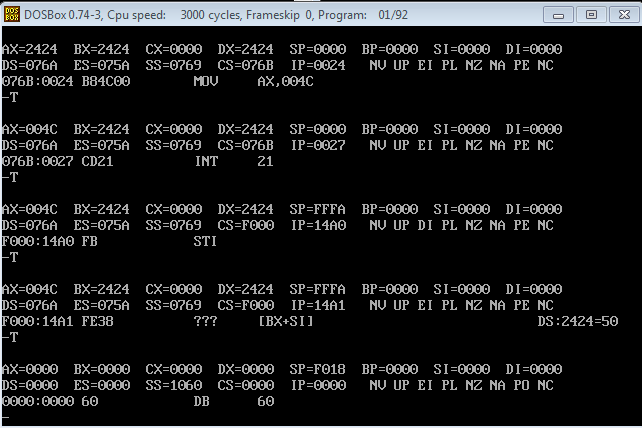 DOSBox 0.74-3, Cpu speed:    3000 cycles, Frameskip  0, Program:    01/92
AX=2424  BX=2424  CX=0000  DX=2424  SP=0000  BP=0000  SI=0000  DI=0000
DS=076A  ES=075A  SS=0769  CS=076B  IP=0024   NV UP EI PL NZ NA PE NC
076B:0024 B84C00        MOV     AX,004C
-T
AX=004C  BX=2424  CX=0000  DX=2424  SP=0000  BP=0000  SI=0000  DI=0000
DS=076A  ES=075A  SS=0769  CS=076B  IP=0027   NV UP EI PL NZ NA PE NC
076B:0027 CD21          INT     21
-T
AX=004C  BX=2424  CX=0000  DX=2424  SP=FFFA  BP=0000  SI=0000  DI=0000
DS=076A  ES=075A  SS=0769  CS=F000  IP=14A0   NV UP DI PL NZ NA PE NC
F000:14A0 FB            STI
-T
AX=004C  BX=2424  CX=0000  DX=2424  SP=FFFA  BP=0000  SI=0000  DI=0000
DS=076A  ES=075A  SS=0769  CS=F000  IP=14A1   NV UP EI PL NZ NA PE NC
F000:14A1 FE38          ???     [BX+SI]                            DS:2424=50
-T
AX=0000  BX=0000  CX=0000  DX=0000  SP=F018  BP=0000  SI=0000  DI=0000
DS=0000  ES=0000  SS=1060  CS=0000  IP=0000   NV UP EI PL NZ NA PO NC
0000:0000 60            DB      60
-